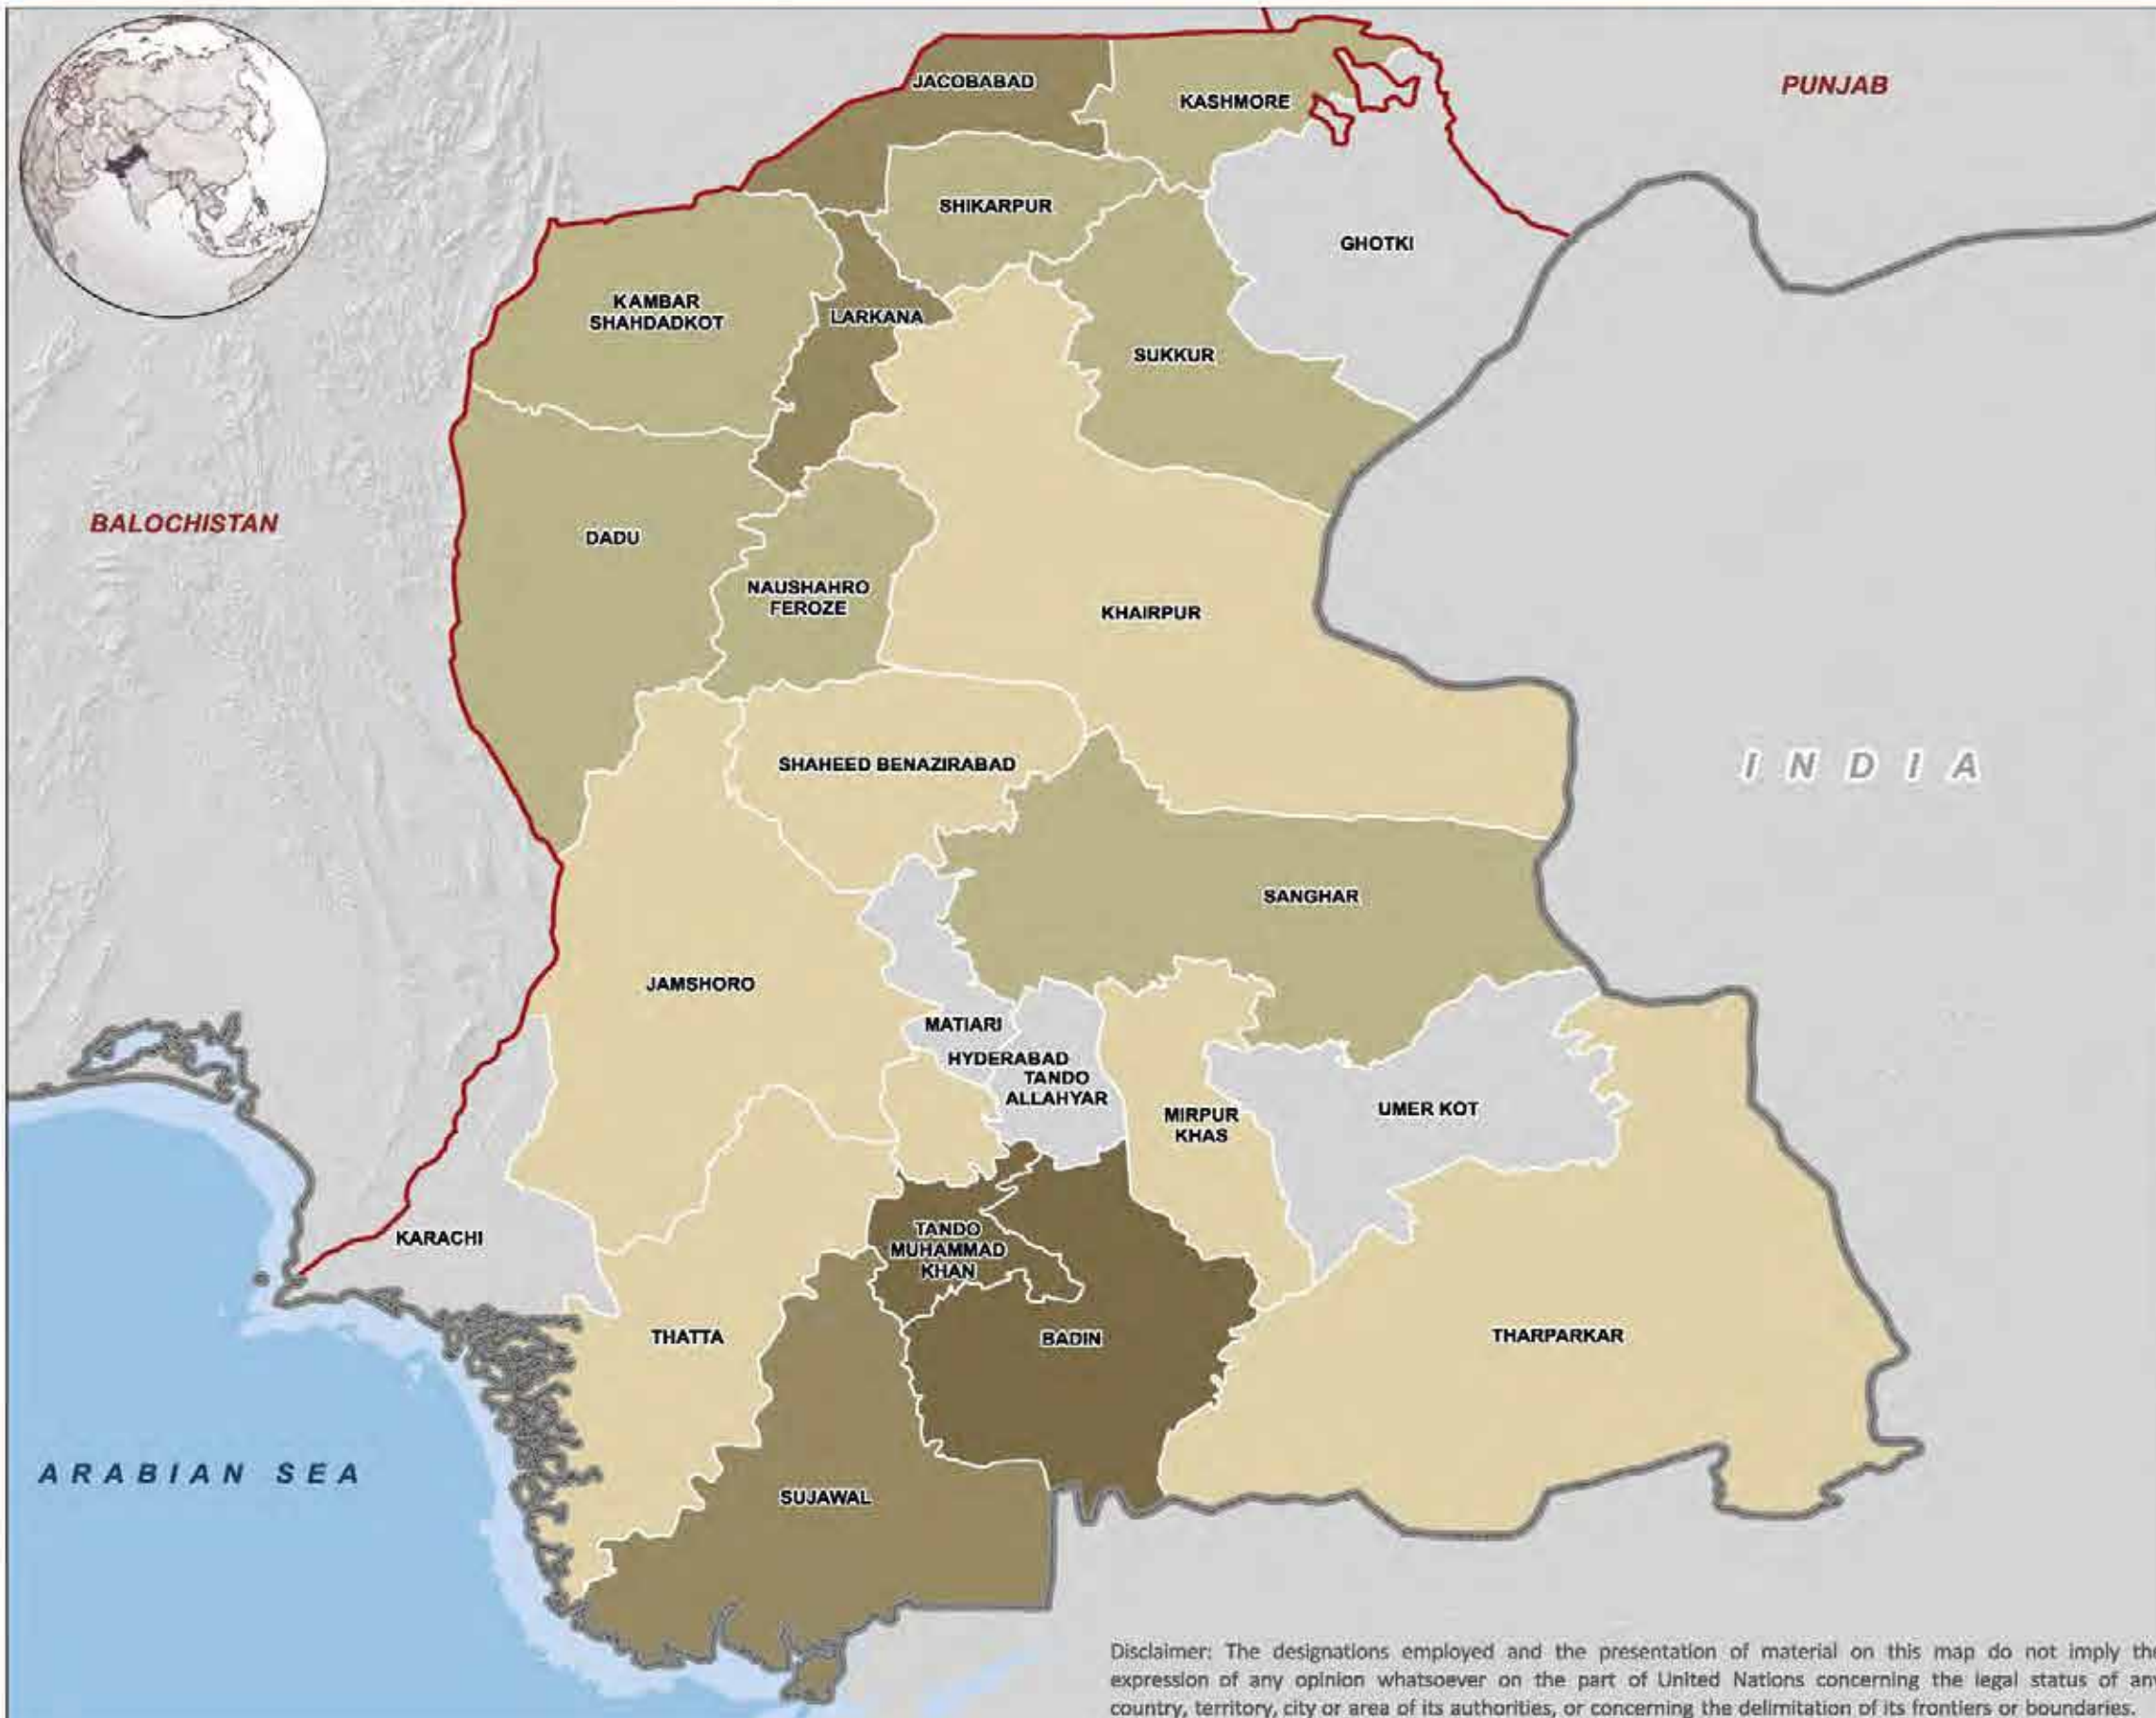 JACOBABAD
PUNJAB
KASHMORE
SHIKARPUR
GHOTKI
KAMBAR
SHAHDADKOT
LARKANA
SUKKUR
BALOCHISTAN
DADU
NAUSHAHRO
FEROZE
KHAIRPUR
SHAHEED BENAZIRABAD
INDIA
SANGHAR
JAMSHORO
MATIARI
HYDERABAD
TANDO
ALLAHYAR
MIRPUR
KHAS
UMER KOT
KARACHI
TANDO
MUHAMMAD
KHAN
THATTA
BADIN
THARPARKAR
ARABIAN SEA
SUJAWAL
Disclaimer: The designations employed and the presentation of material on this map do not imply the
expression of any opinion whatsoever on the part of United Nations concerning the legal status of any
country, territory, city or area of its authorities, or concerning the delimitation of its frontiers or boundaries.